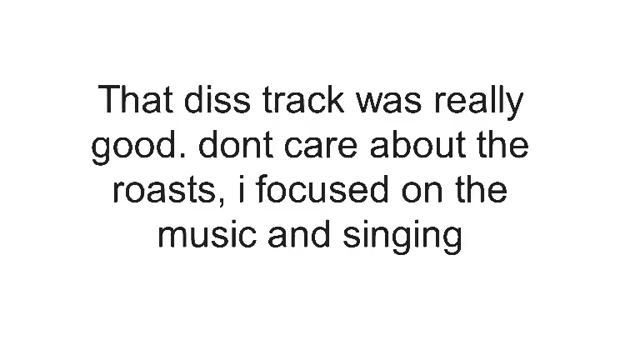 That diss track was really
good. dont care about the
roasts, i focused on the
music and singing